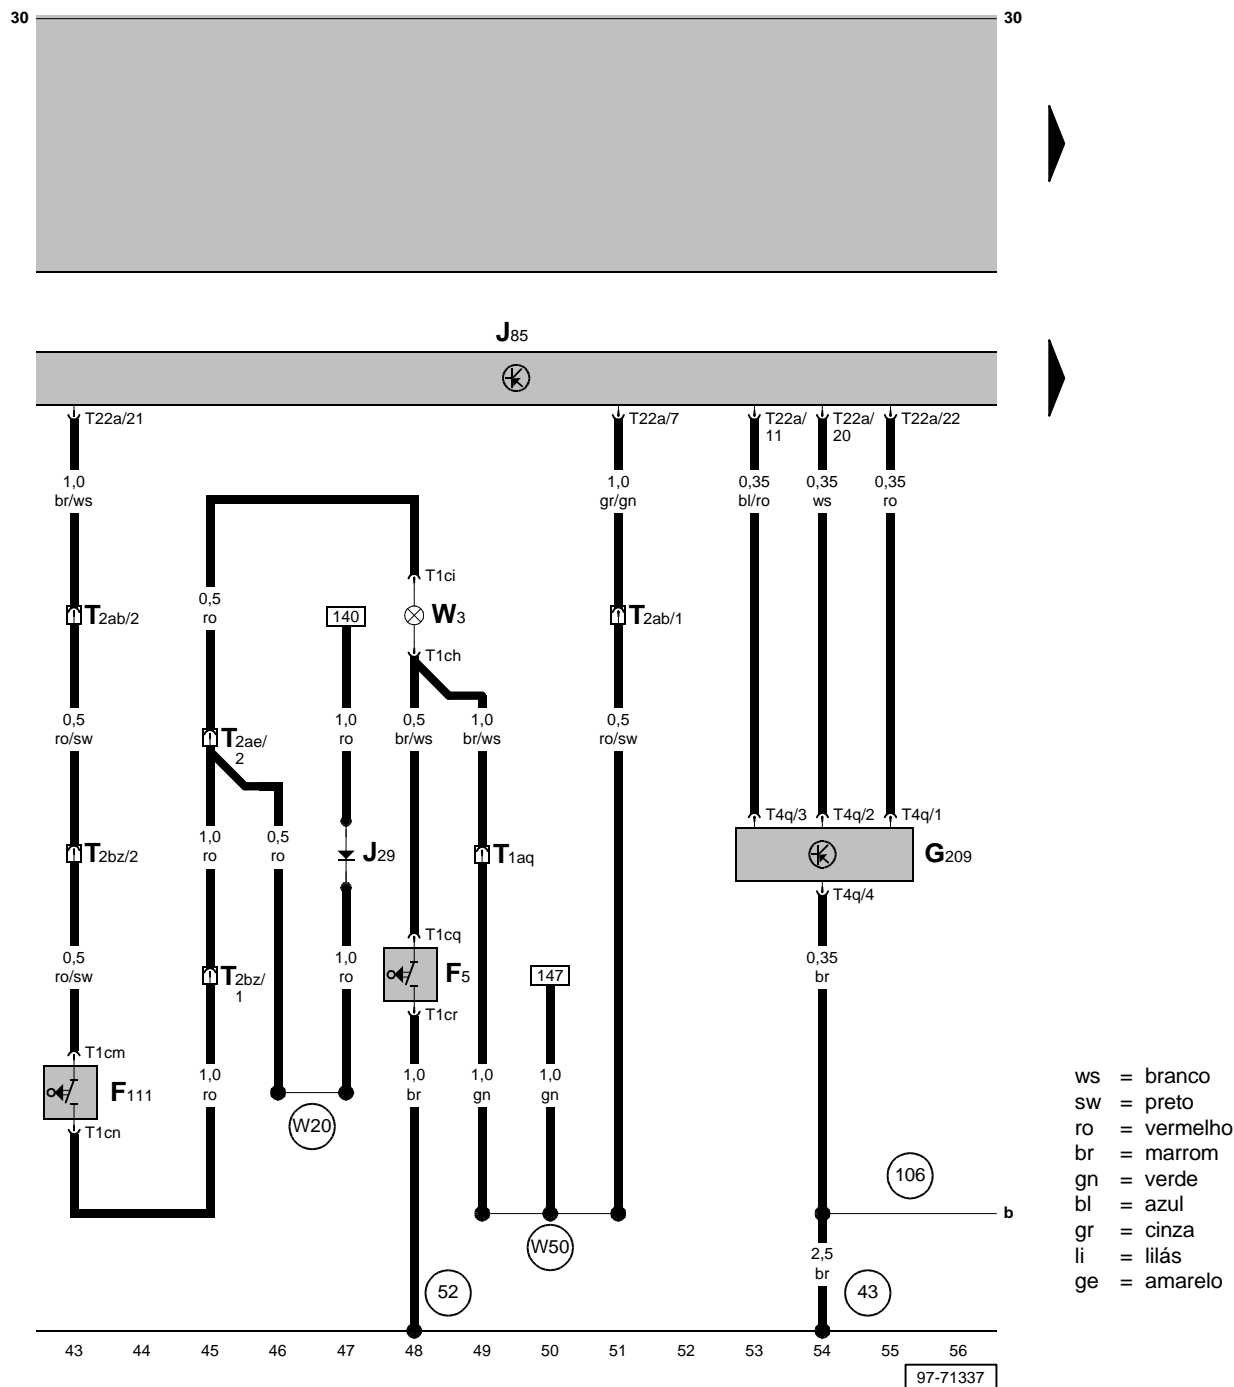 30 30
J85
T22a/21 T22a/7 T22a/ T22a/ T22a/22
11 20
1,0 1,0 0,35 0,35 0,35
br/ws gr/gn bl/ro ws ro
T1ci
0,5
ro
T2ab/2 140 W3 T2ab/1
T1ch
0,5 1,0 0,5 1,0 0,5
ro/sw ro br/ws br/ws ro/sw
T2ae/
2
T4q/3 T4q/2 T4q/1
1,0 0,5
ro ro
T2bz/2 J29 T1aq G209
T4q/4
T1cq
0,5 1,0 0,35
ro/sw ro br
T2bz/ F5 147
1
T1cr
T1cm
1,0 1,0 1,0 1,0
ro br gn gn
F111
W20
T1cn
106
b
W50
2,5
br
52 43
43 44 45 46 47 48 49 50 51 52 53 54 55 56
97-71337
ws = branco
sw = preto
ro = vermelho
br = marrom
gn = verde
bl = azul
gr = cinza
li = lilás
ge = amarelo